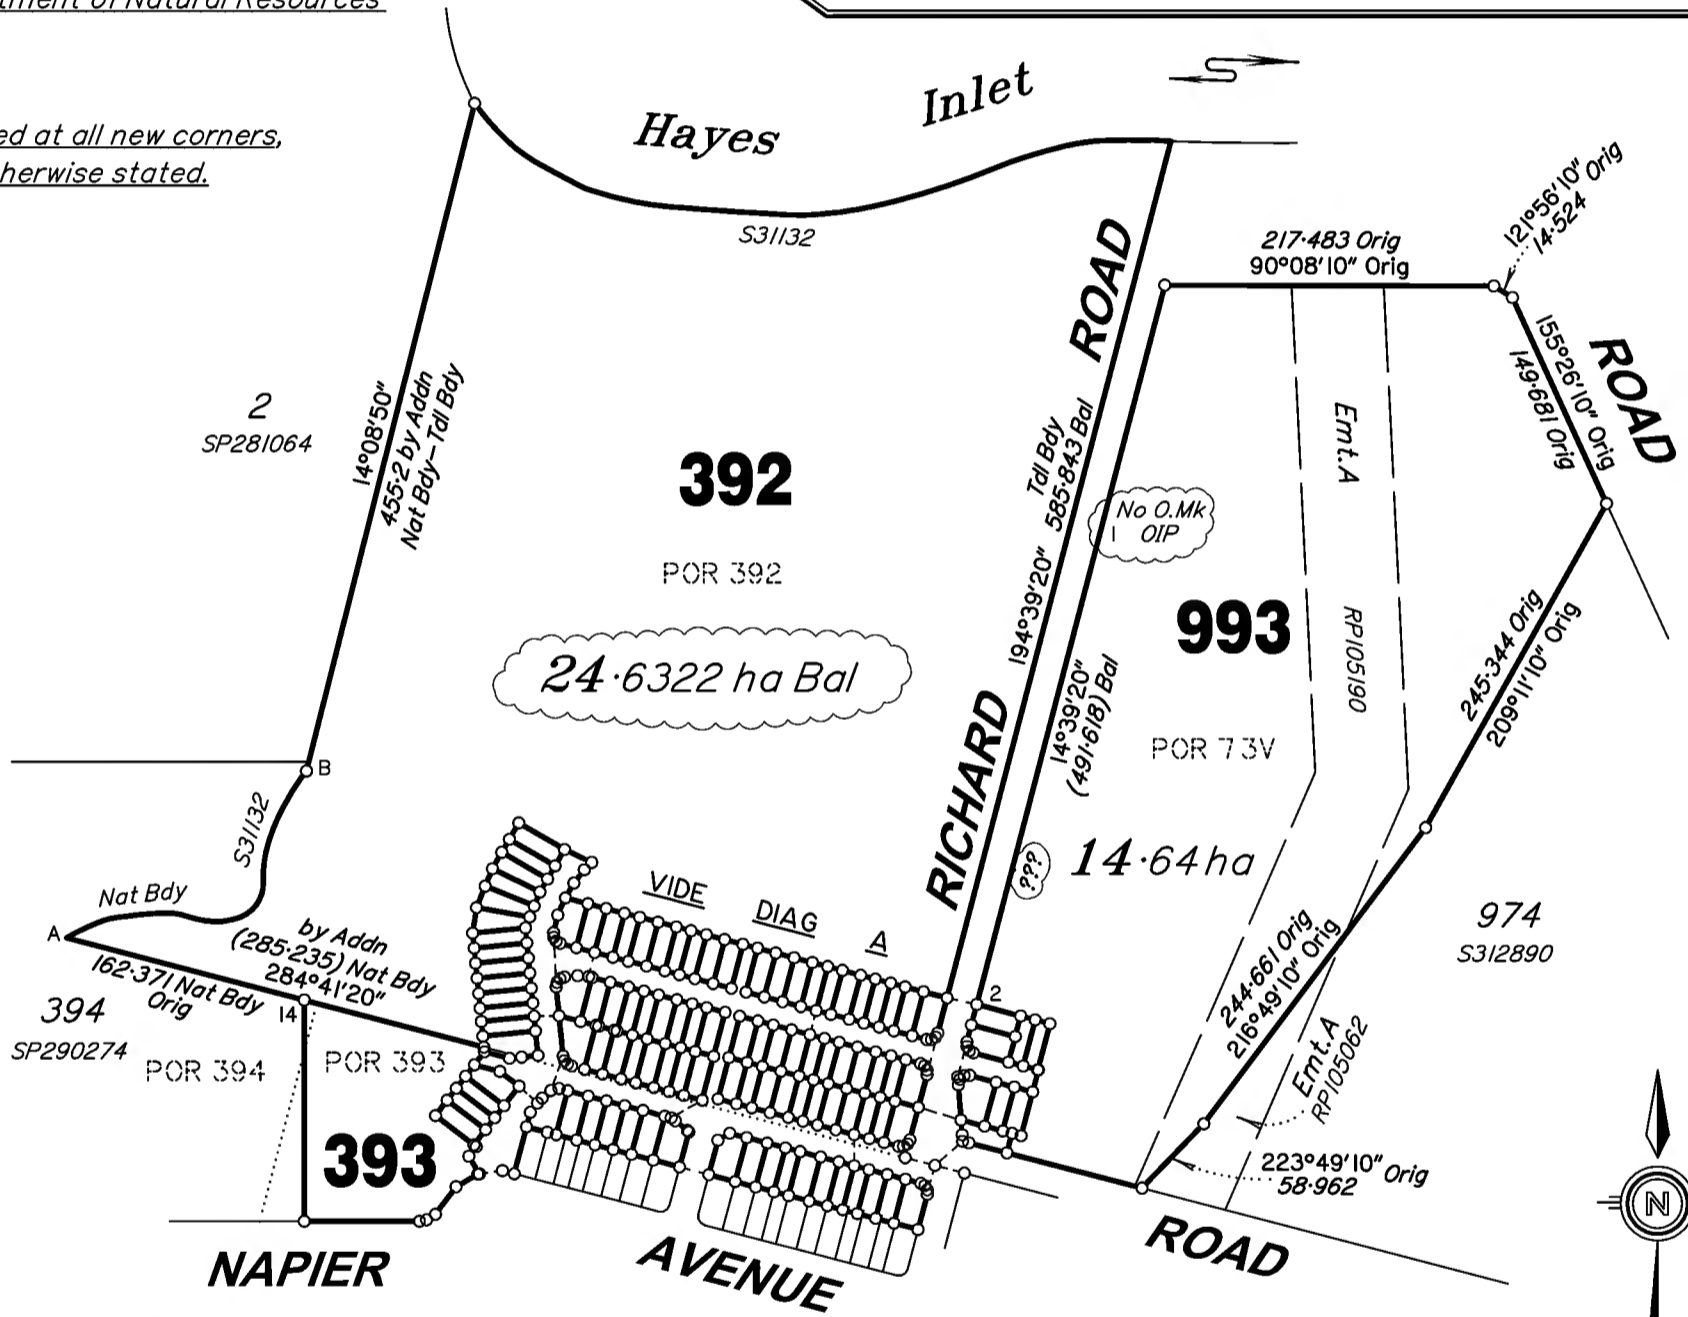 tment of Natural Resources
ed at all new corners,
herwise stated.
Hayes Inlet
S31132
121°56'10" Orig
14·524
217·483 Orig
90°08'10" Orig
ROAD
155°26'10" Orig
149·681 Orig
ROAD
2
SP281064
14°08'50"
455·2 by Addn
Nat Bdy–Tdl Bdy
392
POR 392
24·6322 ha Bal
Tdl Bdy
194°39'20" 585·843 Bal
No O.Mk
1 OIP
Emt.A
RP105190
993
POR 73V
14°39'20"
(491·618) Bal
245·344 Orig
209°11'10" Orig
RICHARD
???
14·64 ha
B
S31132
Nat Bdy
A
by Addn
(285·235) Nat Bdy
284°41'20"
162·371 Nat Bdy
Orig
14
VIDE DIAG A
2
974
S312890
244·661 Orig
216°49'10" Orig
Emt.A
RP105062
394
SP290274
POR 394
POR 393
393
223°49'10" Orig
58·962
NAPIER
AVENUE
ROAD
N